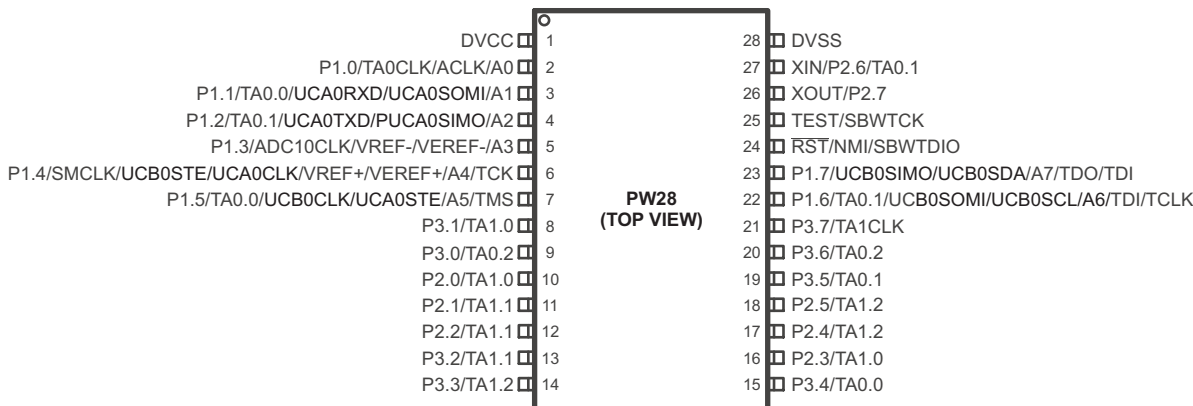 DVCC 1
P1.0/TA0CLK/ACLK/A0 2
P1.1/TA0.0/UCA0RXD/UCA0SOMI/A1 3
P1.2/TA0.1/UCA0TXD/PUCA0SIMO/A2 4
P1.3/ADC10CLK/VREF-/VEREF-/A3 5
P1.4/SMCLK/UCB0STE/UCA0CLK/VREF+/VEREF+/A4/TCK 6
P1.5/TA0.0/UCB0CLK/UCA0STE/A5/TMS 7
P3.1/TA1.0 8
P3.0/TA0.2 9
P2.0/TA1.0 10
P2.1/TA1.1 11
P2.2/TA1.1 12
P3.2/TA1.1 13
P3.3/TA1.2 14
PW28
(TOP VIEW)
28 DVSS
27 XIN/P2.6/TA0.1
26 XOUT/P2.7
25 TEST/SBWTCK
24 RST/NMI/SBWTDIO
23 P1.7/UCB0SIMO/UCB0SDA/A7/TDO/TDI
22 P1.6/TA0.1/UCB0SOMI/UCB0SCL/A6/TDI/TCLK
21 P3.7/TA1CLK
20 P3.6/TA0.2
19 P3.5/TA0.1
18 P2.5/TA1.2
17 P2.4/TA1.2
16 P2.3/TA1.0
15 P3.4/TA0.0